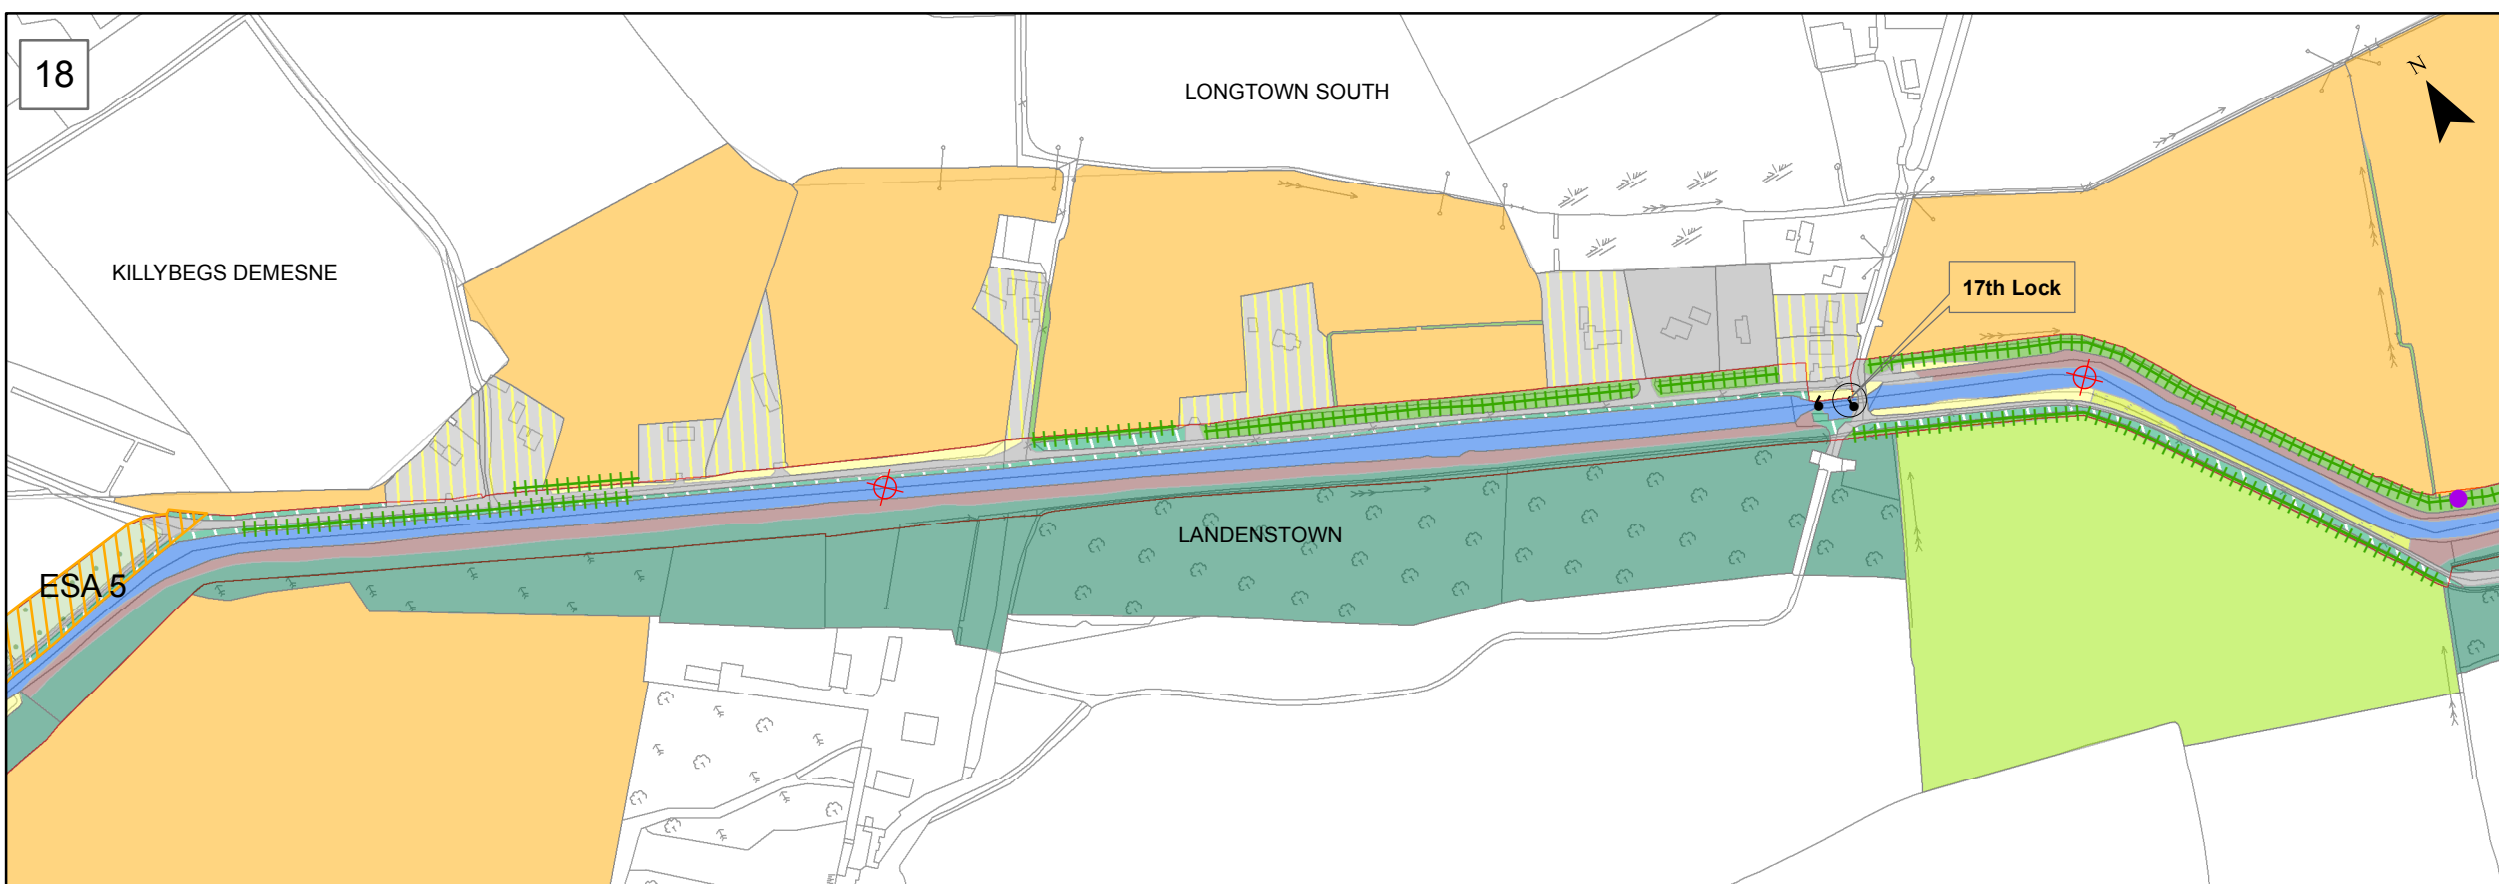 18
LONGTOWN SOUTH
N
KILLYBEGS DEMESNE
17th Lock
LANDENSTOWN
ESA 5